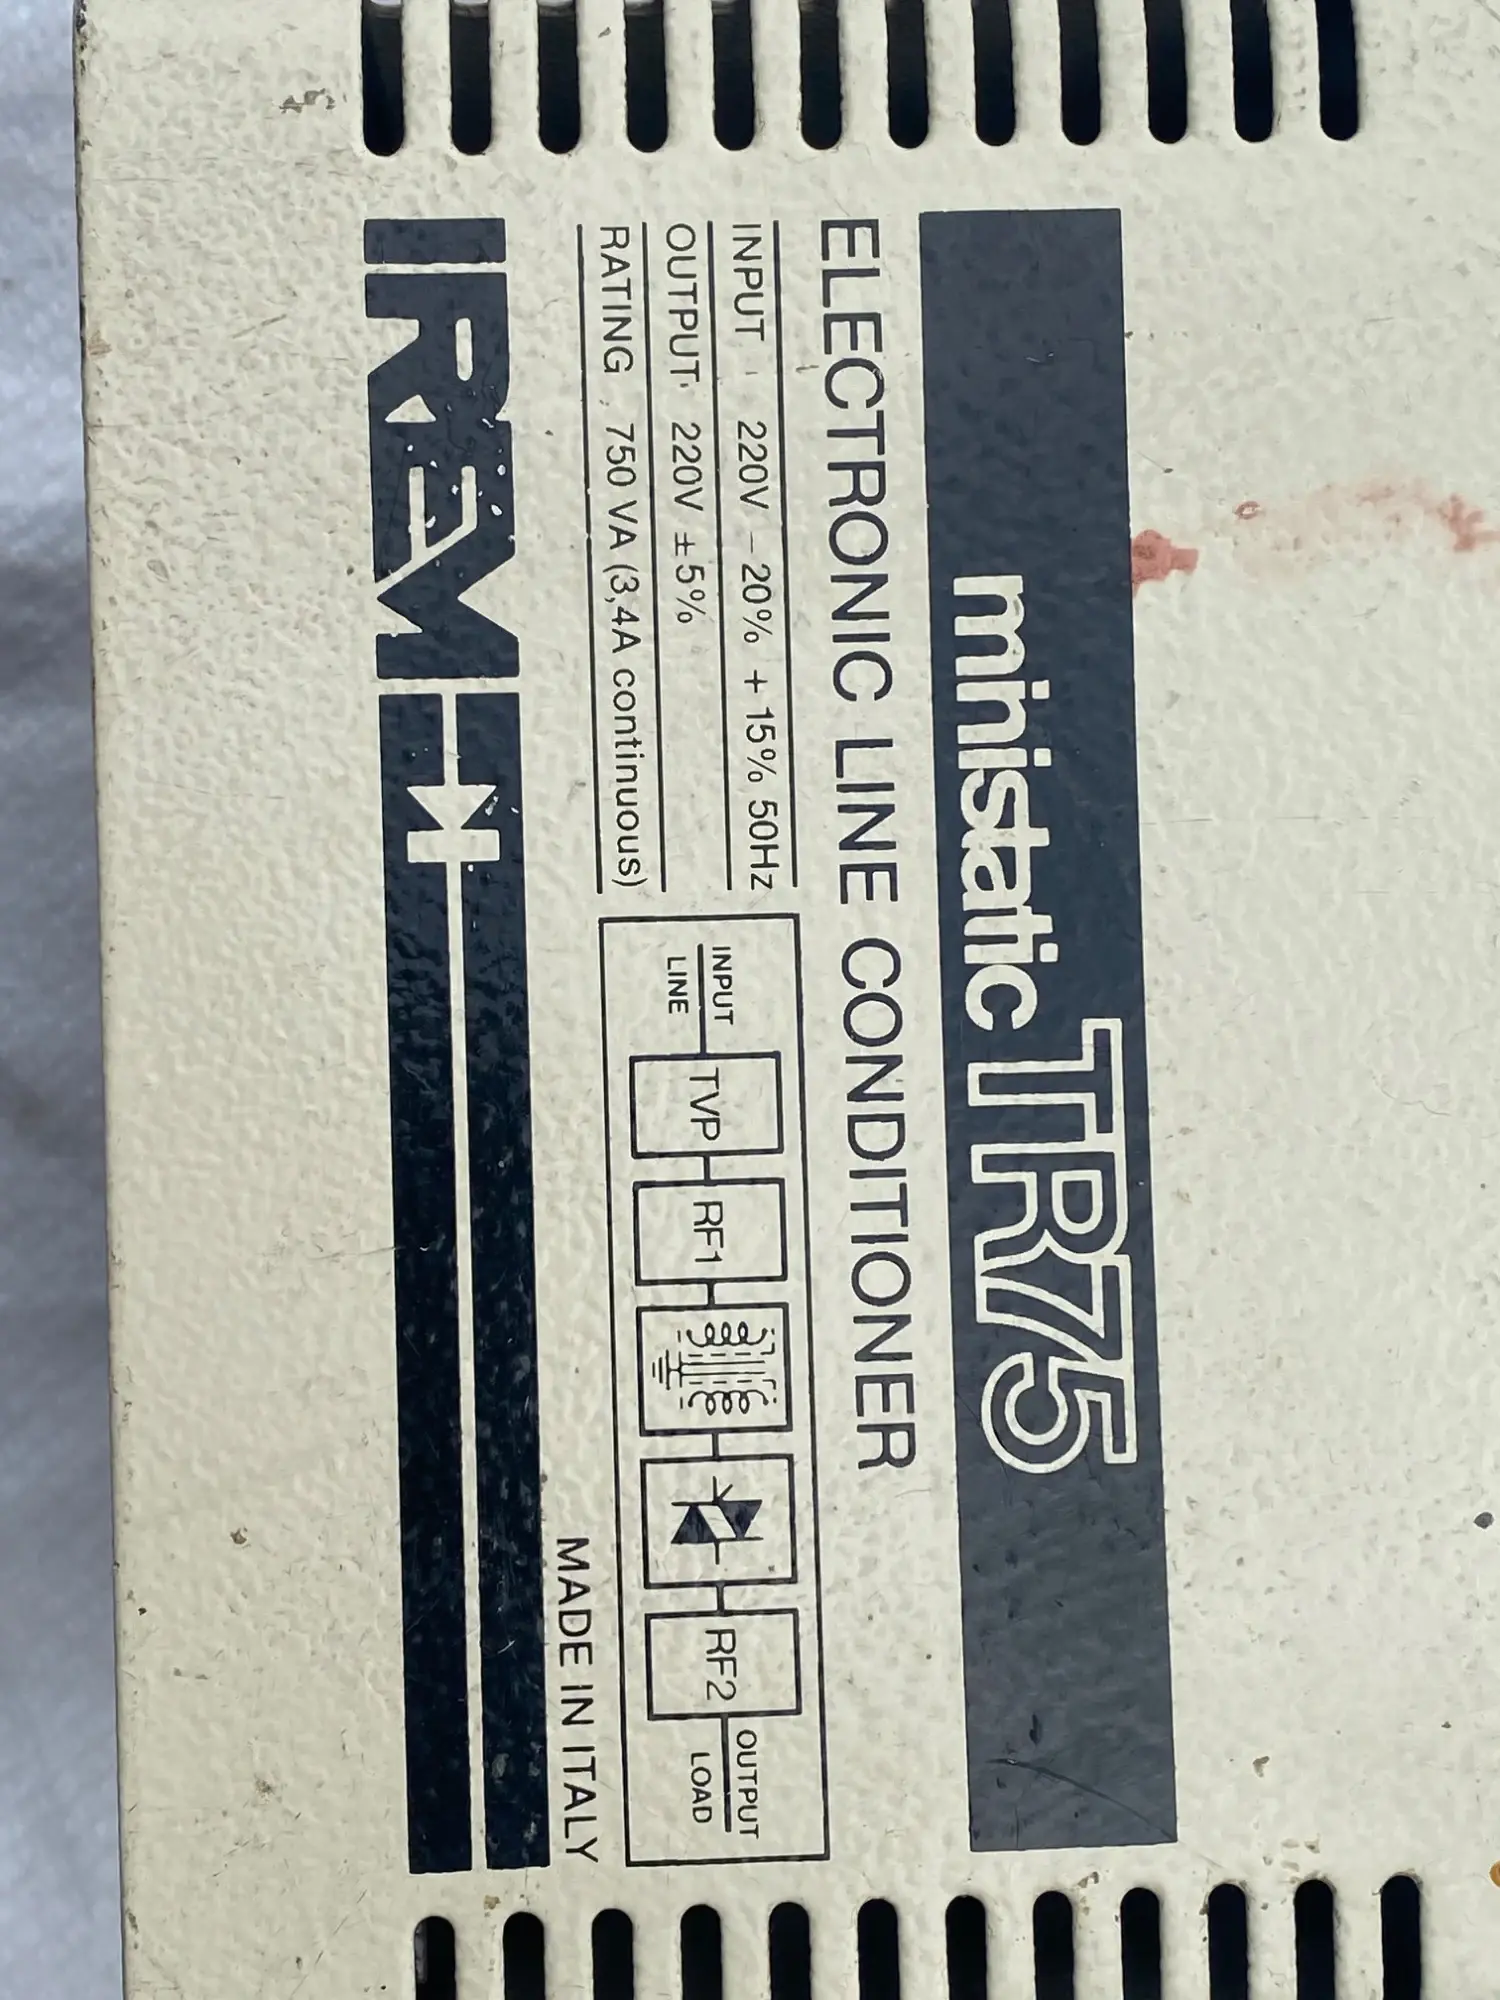 ministatic TR75
ELECTRONIC LINE CONDITIONER
INPUT 220V -20% +15% 50Hz
OUTPUT 220V ±5%
RATING 750 VA (3,4A continuous)
INPUT
LINE
TVP
RF1
RF2
OUTPUT
LOAD
MADE IN ITALY
IREM